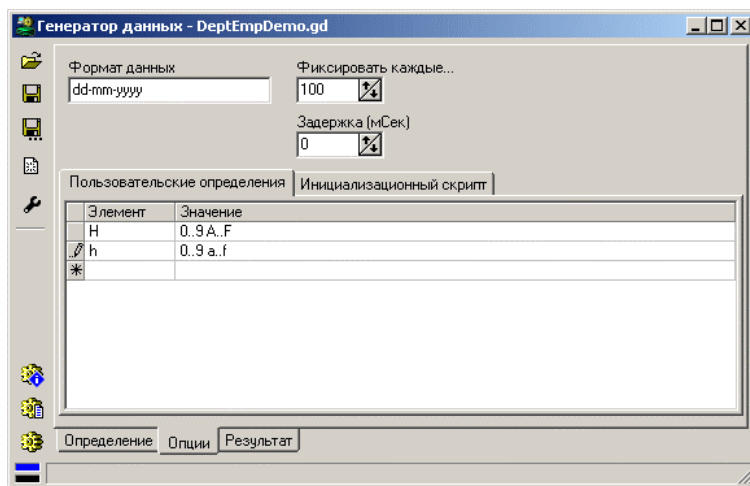 Генератор данных - DeptEmpDemo.gd
Формат данных
Фиксировать каждые...
dd-mm-yyyy
100
Задержка (мСек)
0
Пользовательские определения Инициализационный скрипт
Элемент Значение
H 0..9 A..F
h 0..9 a..f
Определение Опции Результат